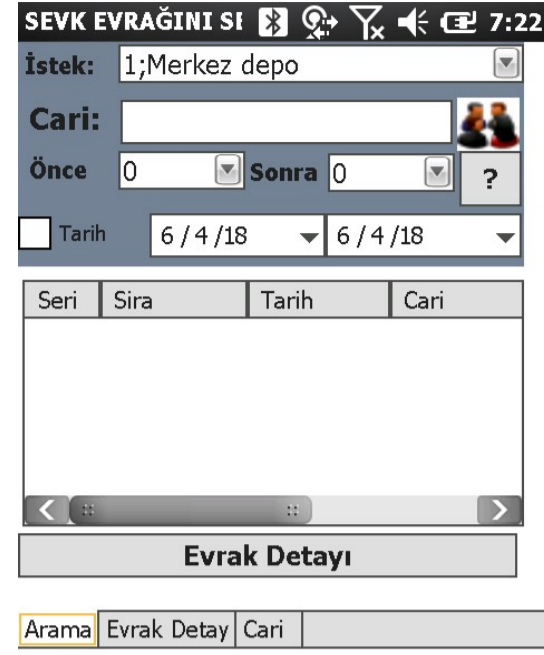 SEVK EVRAĞINI SE 7:22
İstek: 1;Merkez depo
Cari:
Önce 0 Sonra 0 ?
Tarih 6 / 4 /18 6 / 4 /18
Seri Sira Tarih Cari
Evrak Detayı
Arama Evrak Detay Cari